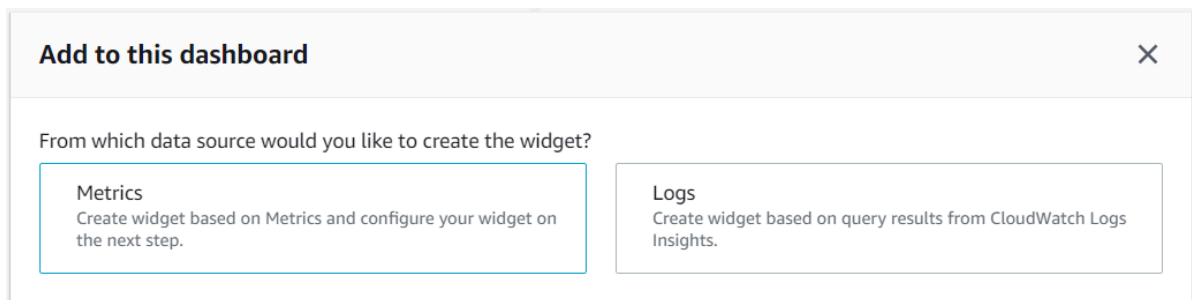 Add to this dashboard
From which data source would you like to create the widget?
Metrics
Create widget based on Metrics and configure your widget on
the next step.
Logs
Create widget based on query results from CloudWatch Logs
Insights.